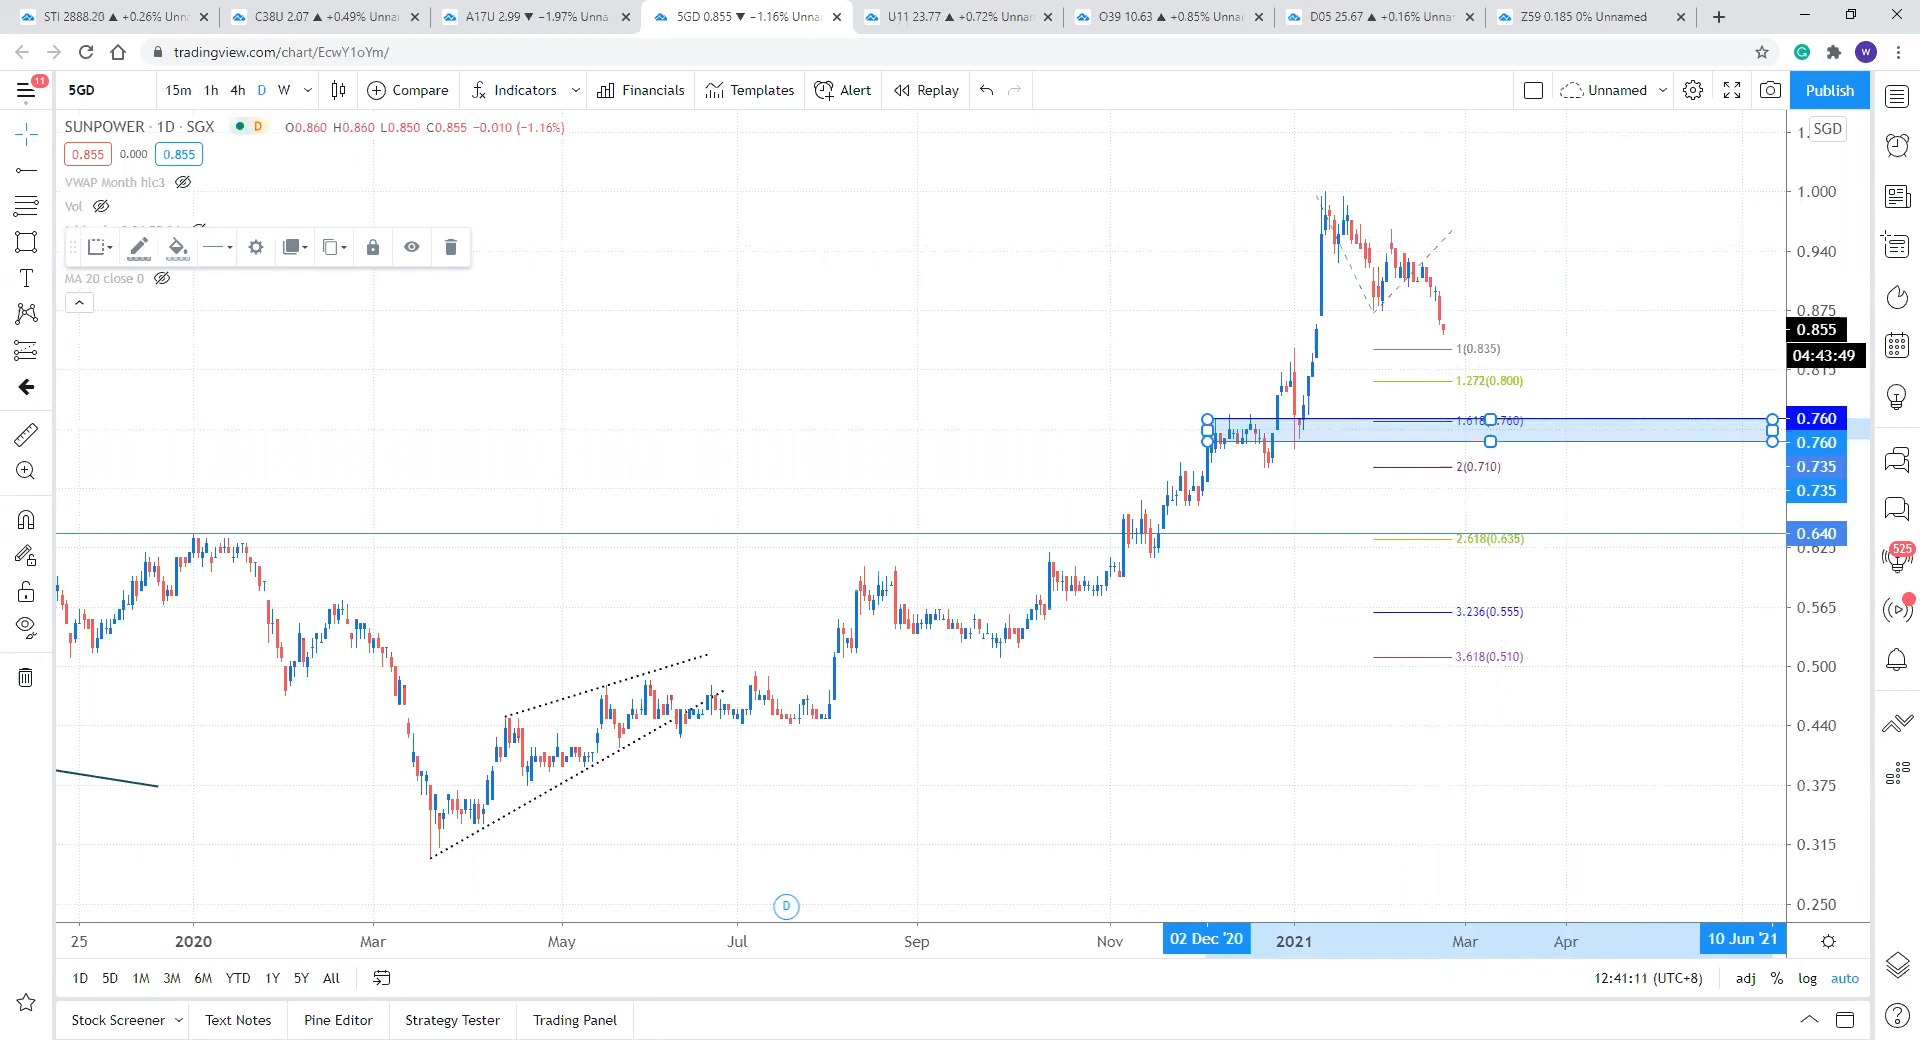 STI 2888.20 ▲ +0.26% Unn
C38U 2.07 ▲ +0.49% Unnar
A17U 2.99 ▼ −1.97% Unna
5GD 0.855 ▼ −1.16% Unnar
U11 23.77 ▲ +0.72% Unnar
O39 10.63 ▲ +0.85% Unnar
D05 25.67 ▲ +0.16% Unna
Z59 0.185 0% Unnamed
tradingview.com/chart/EcwY1oYm/
W
11
5GD
15m 1h 4h D W
Compare
Indicators
Financials
Templates
Alert
Replay
Unnamed
Publish
SUNPOWER · 1D · SGX
D
O0.860 H0.860 L0.850 C0.855 −0.010 (−1.16%)
SGD
0.855 0.000 0.855
VWAP Month hlc3
Vol
MA 20 close 0
1.000
0.940
0.875
0.855
04:43:49
0.815
1(0.835)
1.272(0.800)
0.760
0.760
0.735
2(0.710)
0.735
0.640
2.618(0.635)
0.625
525
0.565
3.236(0.555)
3.618(0.510)
0.500
0.440
0.375
0.315
0.250
D
25 2020 Mar May Jul Sep Nov 02 Dec '20 2021 Mar Apr 10 Jun '21
1D 5D 1M 3M 6M YTD 1Y 5Y All
12:41:11 (UTC+8)
adj % log auto
Stock Screener
Text Notes
Pine Editor
Strategy Tester
Trading Panel